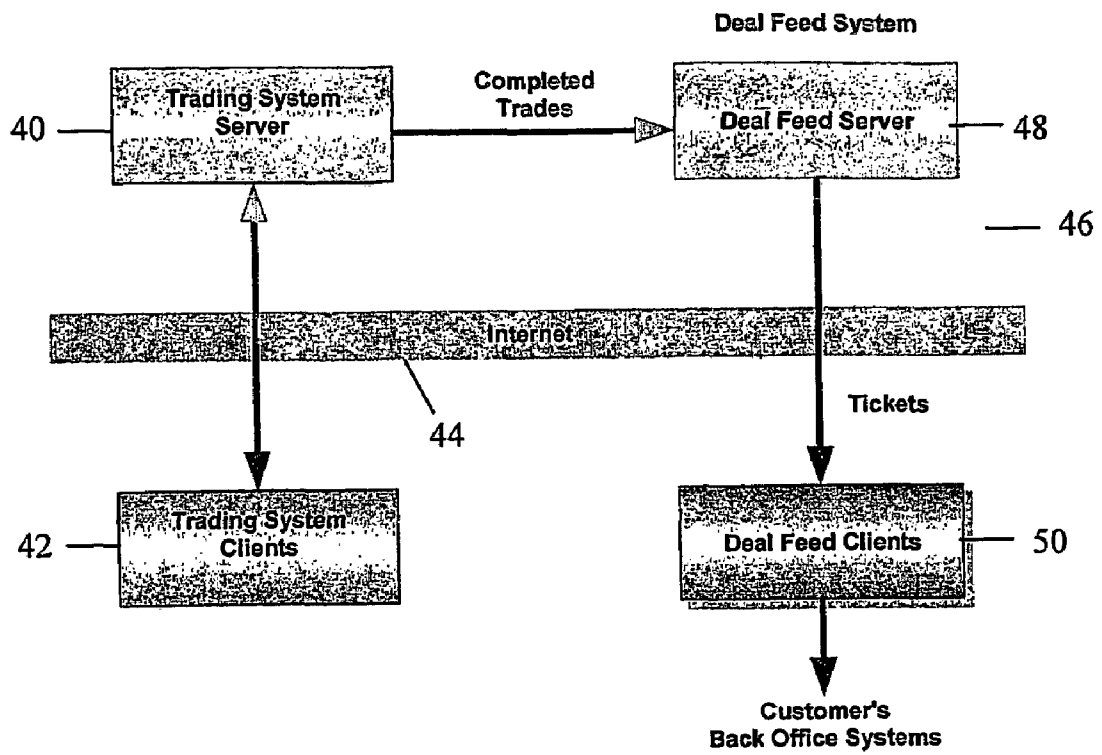 Deal Feed System
Trading System
Server
Completed
Trades
Deal Feed Server
40
48
46
Internet
44
Tickets
Trading System
Clients
Deal Feed Clients
42
50
Customer's
Back Office Systems